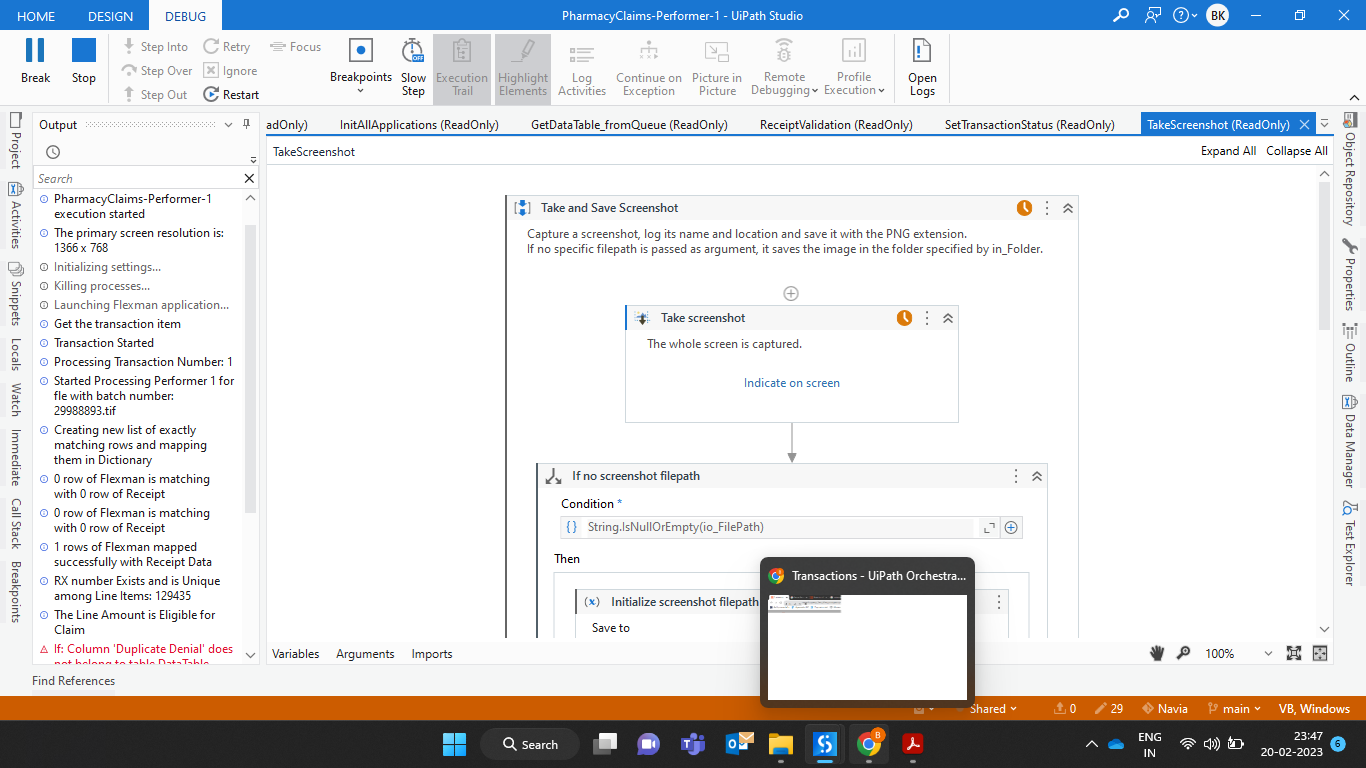 HOME DESIGN DEBUG PharmacyClaims-Performer-1 - UiPath Studio BK
Break
Stop
Step Into
Step Over
Step Out
Retry
Ignore
Restart
Focus
Breakpoints
Slow
Step
Execution
Trail
Highlight
Elements
Log
Activities
Continue on
Exception
Picture in
Picture
Remote
Debugging
Profile
Execution
Open
Logs
Project
Activities
Snippets
Locals
Watch
Immediate
Call Stack
Breakpoints
Output
Search
PharmacyClaims-Performer-1
execution started
The primary screen resolution is:
1366 x 768
Initializing settings...
Killing processes...
Launching Flexman application...
Get the transaction item
Transaction Started
Processing Transaction Number: 1
Started Processing Performer 1 for
fle with batch number:
29988893.tif
Creating new list of exactly
matching rows and mapping
them in Dictionary
0 row of Flexman is matching
with 0 row of Receipt
0 row of Flexman is matching
with 0 row of Receipt
1 rows of Flexman mapped
successfully with Receipt Data
RX number Exists and is Unique
among Line Items: 129435
The Line Amount is Eligible for
Claim
If: Column 'Duplicate Denial' does
not belong to table DataTable
Find References
adOnly) InitAllApplications (ReadOnly) GetDataTable_fromQueue (ReadOnly) ReceiptValidation (ReadOnly) SetTransactionStatus (ReadOnly) TakeScreenshot (ReadOnly)
TakeScreenshot Expand All Collapse All
Take and Save Screenshot
Capture a screenshot, log its name and location and save it with the PNG extension.
If no specific filepath is passed as argument, it saves the image in the folder specified by in_Folder.
Take screenshot
The whole screen is captured.
Indicate on screen
If no screenshot filepath
Condition *
{ } String.IsNullOrEmpty(io_FilePath)
Then
Initialize screenshot filepath
Save to
Transactions - UiPath Orchestra...
Variables Arguments Imports 100%
Object Repository
Properties
Outline
Data Manager
Test Explorer
Shared 0 29 Navia main VB, Windows
Search
B
ENG
IN
23:47
20-02-2023
6